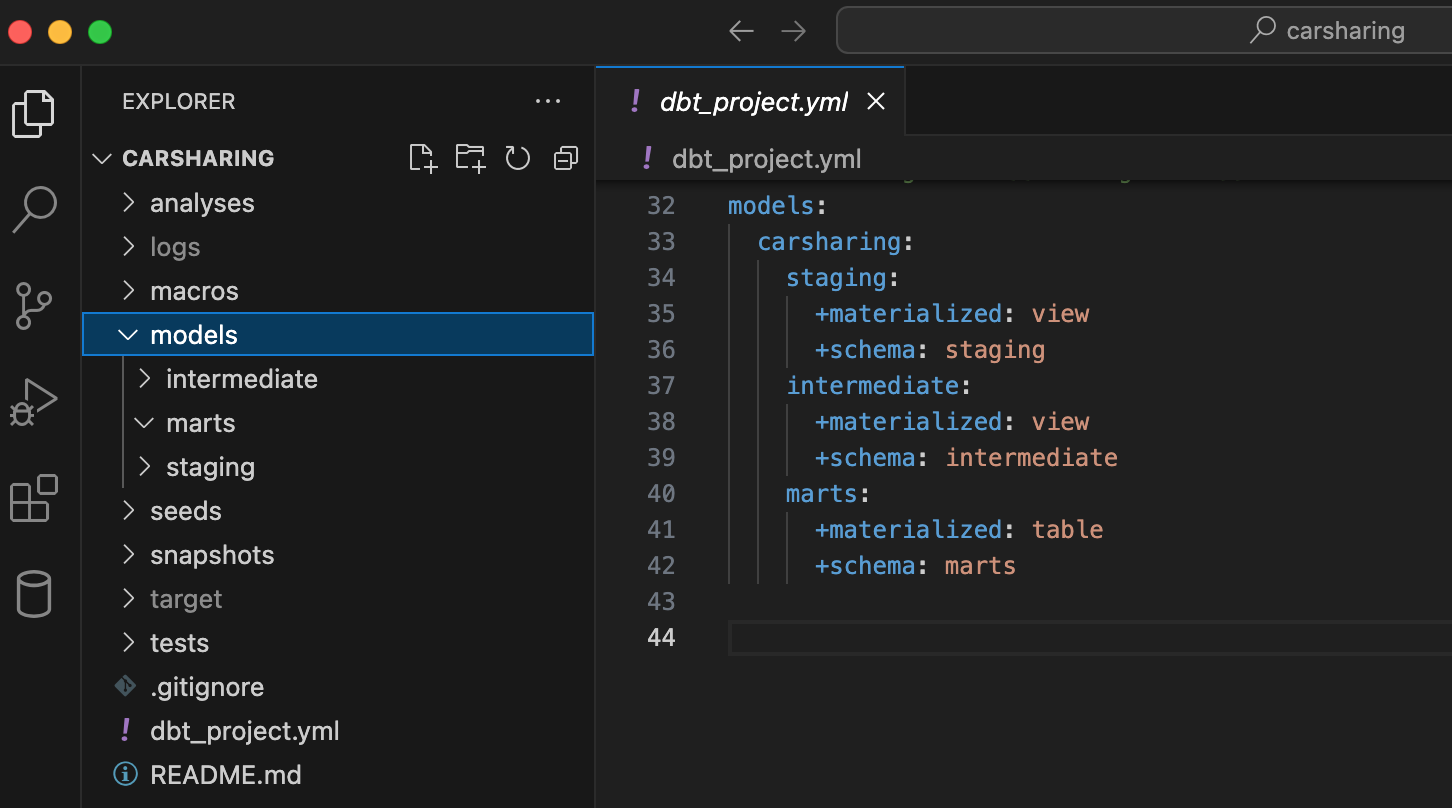 carsharing
EXPLORER
CARSHARING
analyses
logs
macros
models
intermediate
marts
staging
seeds
snapshots
target
tests
.gitignore
dbt_project.yml
README.md
dbt_project.yml
dbt_project.yml
32 models:
33 carsharing:
34 staging:
35 +materialized: view
36 +schema: staging
37 intermediate:
38 +materialized: view
39 +schema: intermediate
40 marts:
41 +materialized: table
42 +schema: marts
43
44